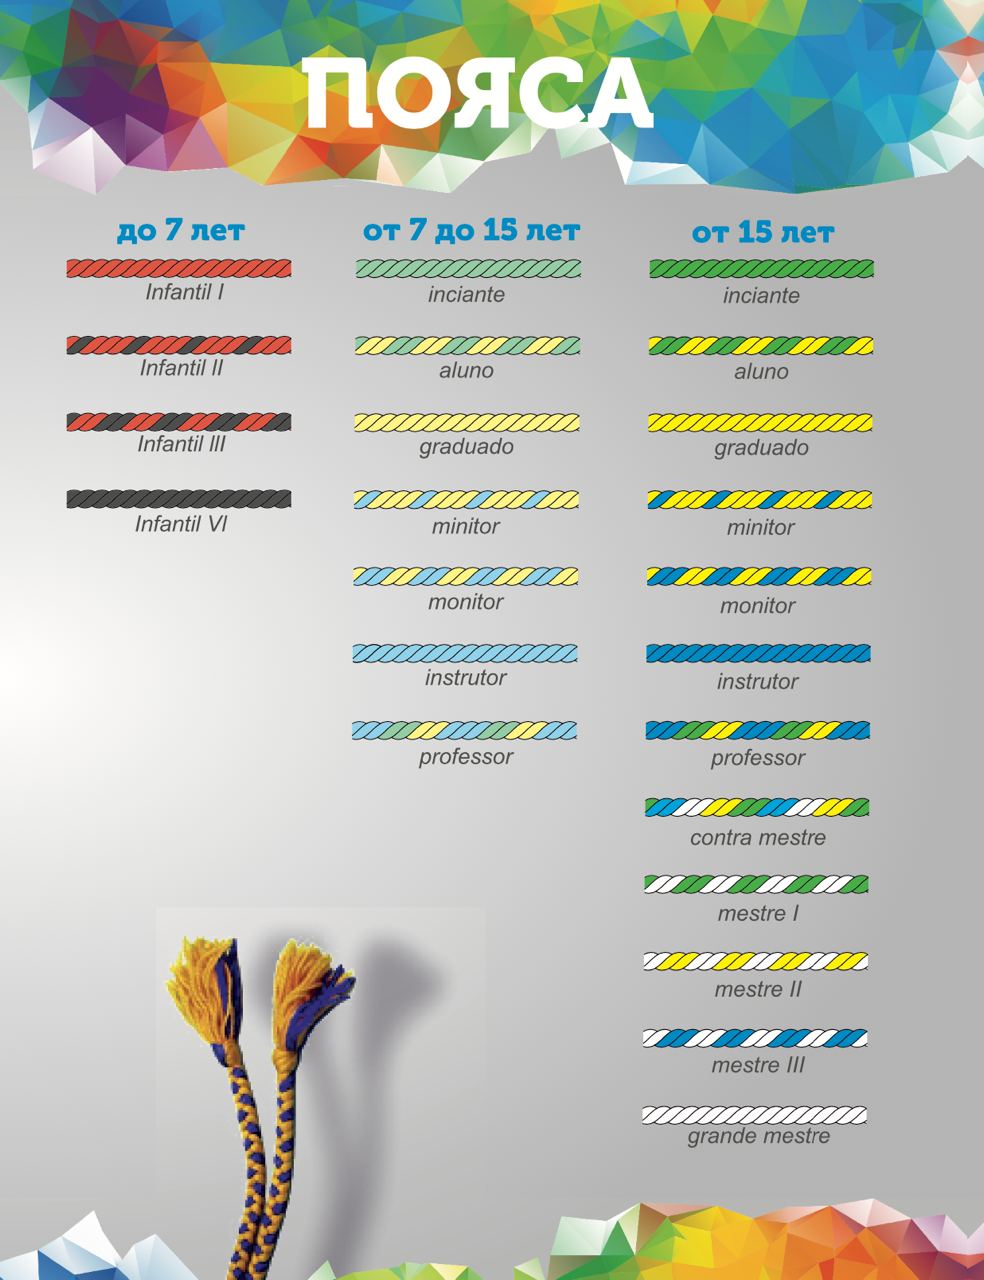 ПОЯСА
до 7 лет
Infantil I
Infantil II
Infantil III
Infantil VI
от 7 до 15 лет
inciante
aluno
graduado
minitor
monitor
instrutor
professor
от 15 лет
inciante
aluno
graduado
minitor
monitor
instrutor
professor
contra mestre
mestre I
mestre II
mestre III
grande mestre